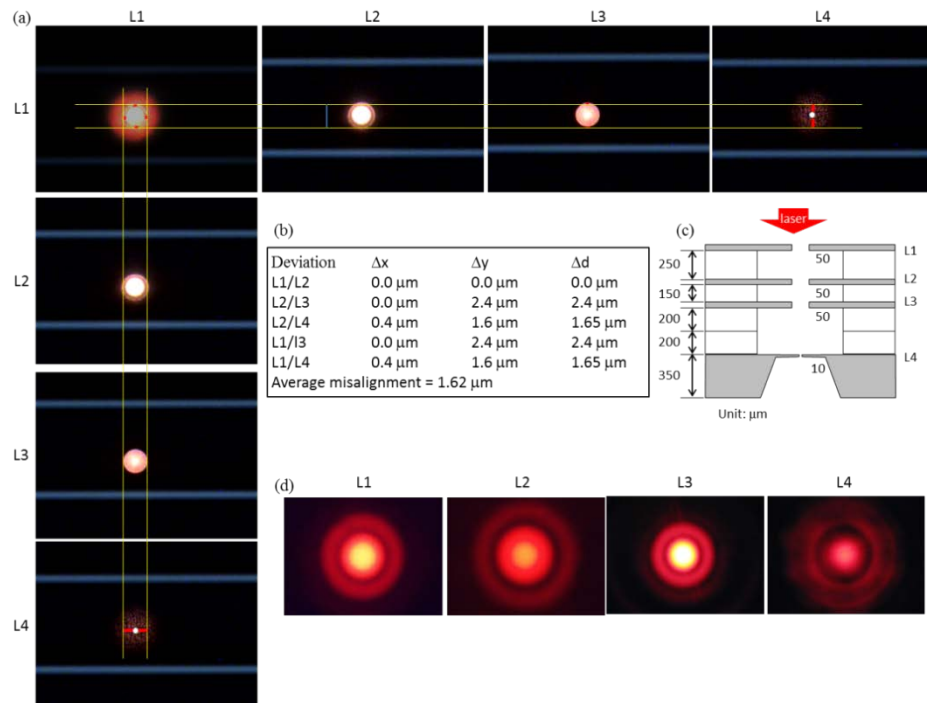 (a)
L1
L2
L3
L4
L1
L2
L3
L4
(b)
Deviation Δx Δy Δd
L1/L2 0.0 μm 0.0 μm 0.0 μm
L2/L3 0.0 μm 2.4 μm 2.4 μm
L2/L4 0.4 μm 1.6 μm 1.65 μm
L1/l3 0.0 μm 2.4 μm 2.4 μm
L1/L4 0.4 μm 1.6 μm 1.65 μm
Average misalignment = 1.62 μm
(c)
laser
L1
250
50
L2
150
50
L3
200
50
200
L4
350
10
Unit: μm
(d)
L1
L2
L3
L4